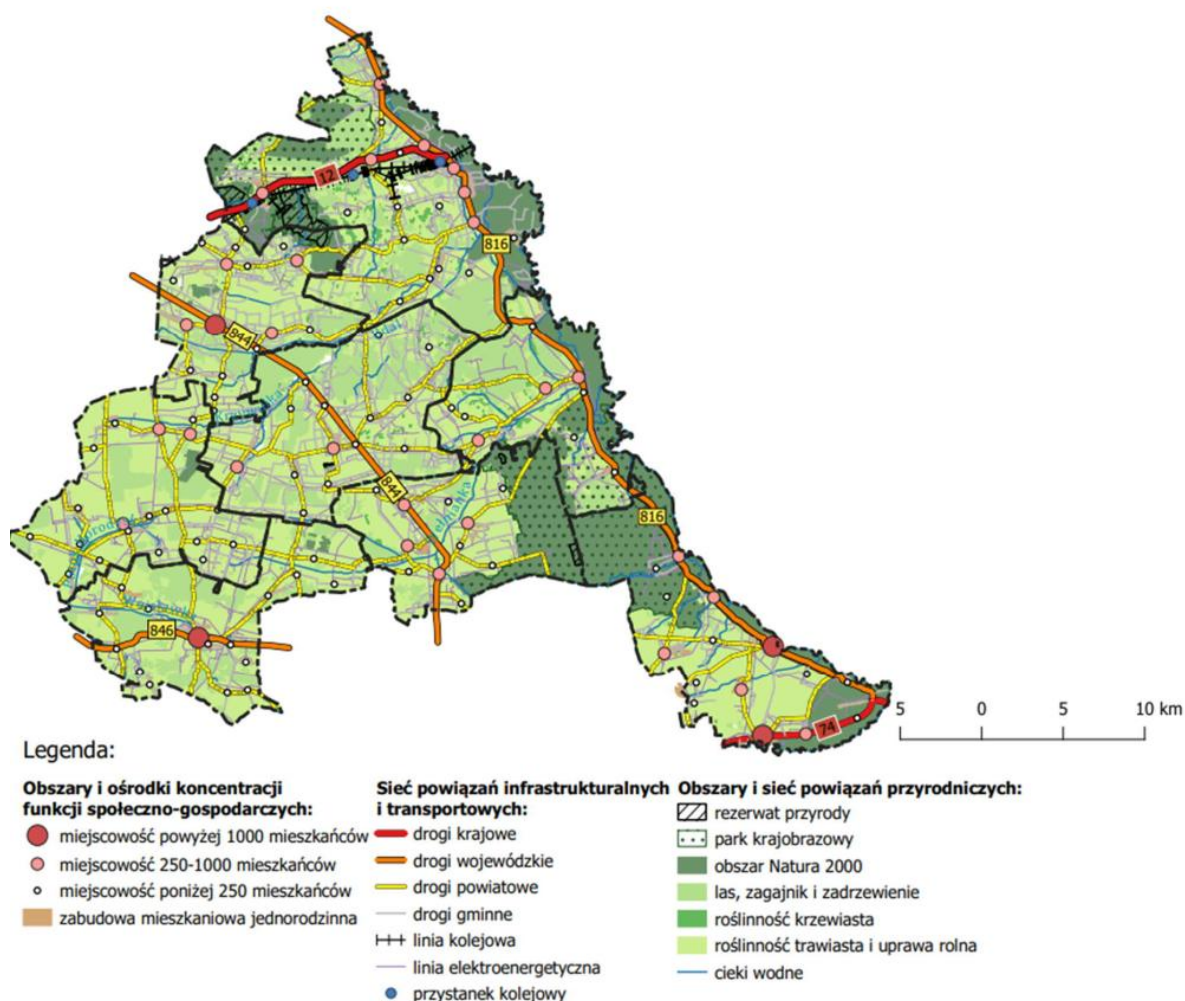 12
816
844
Udal
844
816
846
74
5 0 5 10 km
Legenda:
Obszary i ośrodki koncentracji
funkcji społeczno-gospodarczych:
miejscowość powyżej 1000 mieszkańców
miejscowość 250-1000 mieszkańców
miejscowość poniżej 250 mieszkańców
zabudowa mieszkaniowa jednorodzinna
Sieć powiązań infrastrukturalnych
i transportowych:
drogi krajowe
drogi wojewódzkie
drogi powiatowe
drogi gminne
linia kolejowa
linia elektroenergetyczna
przystanek kolejowy
Obszary i sieć powiązań przyrodniczych:
rezerwat przyrody
park krajobrazowy
obszar Natura 2000
las, zagajnik i zadrzewienie
roślinność krzewiasta
roślinność trawiasta i uprawa rolna
cieki wodne